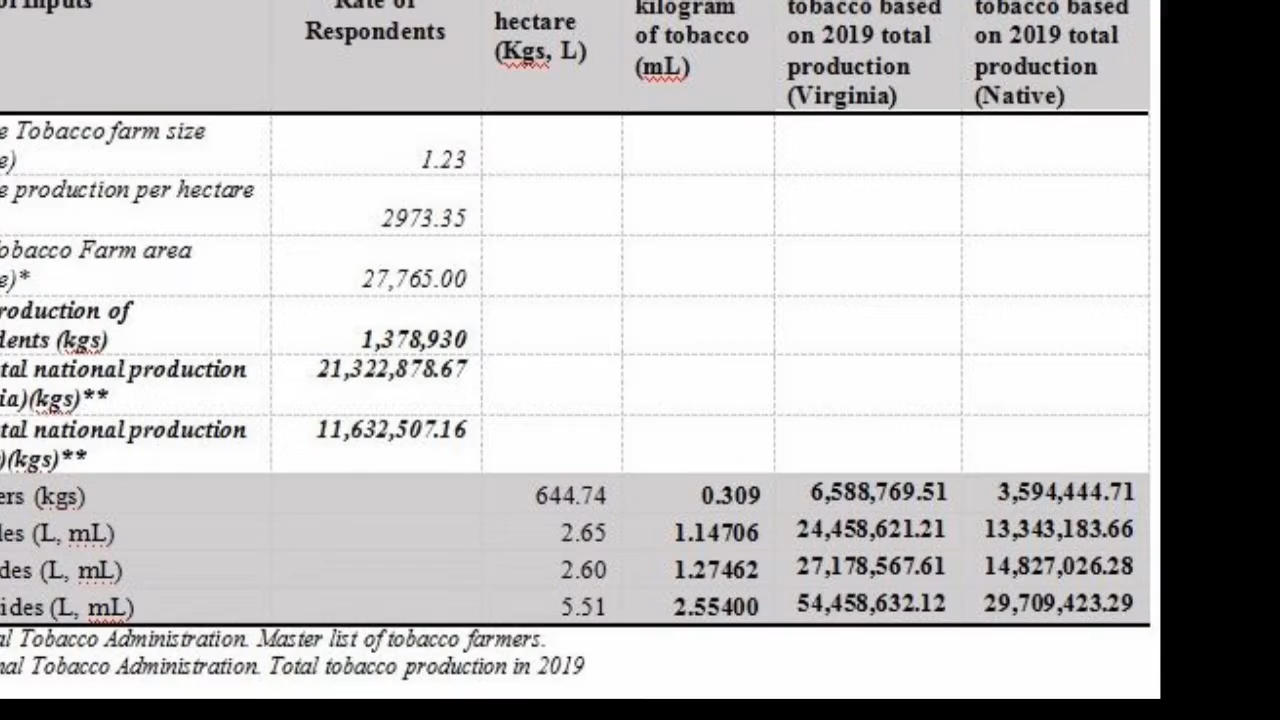 of Inputs
Rate of
Respondents
hectare
(Kgs, L)
kilogram
of tobacco
(mL)
tobacco based
on 2019 total
production
(Virginia)
tobacco based
on 2019 total
production
(Native)
e Tobacco farm size
e) 1.23
e production per hectare
2973.35
obacco Farm area
e)* 27,765.00
roduction of
dents (kgs) 1,378,930
tal national production 21,322,878.67
ia)(kgs)**
tal national production 11,632,507.16
)(kgs)**
ers (kgs) 644.74 0.309 6,588,769.51 3,594,444.71
les (L, mL) 2.65 1.14706 24,458,621.21 13,343,183.66
des (L, mL) 2.60 1.27462 27,178,567.61 14,827,026.28
ides (L, mL) 5.51 2.55400 54,458,632.12 29,709,423.29
al Tobacco Administration. Master list of tobacco farmers.
nal Tobacco Administration. Total tobacco production in 2019